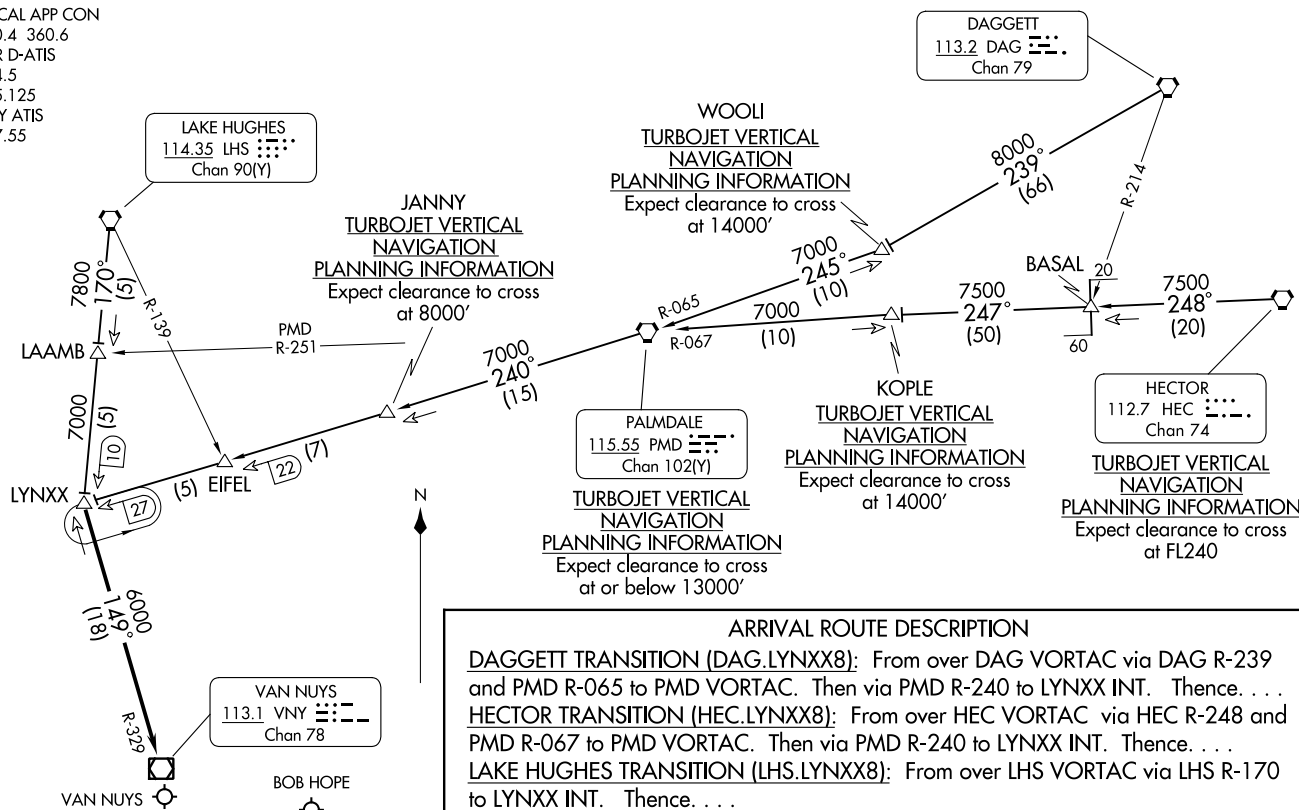 CAL APP CON
0.4 360.6
R D-ATIS
4.5
5.125
Y ATIS
7.55
LAKE HUGHES
114.35 LHS
Chan 90(Y)
DAGGETT
113.2 DAG
Chan 79
WOOLI
TURBOJET VERTICAL
NAVIGATION
PLANNING INFORMATION
Expect clearance to cross
at 14000'
JANNY
TURBOJET VERTICAL
NAVIGATION
PLANNING INFORMATION
Expect clearance to cross
at 8000'
8000
239°
(66)
R-214
7800
170°
(5)
R-139
PMD
R-251
LAAMB
7000
245°
(10)
R-065
BASAL
20
60
7500
248°
(20)
7500
247°
(50)
7000
(10)
R-067
7000
240°
(15)
7000
(5)
10
(7)
22
EIFEL
(5)
27
LYNXX
PALMDALE
115.55 PMD
Chan 102(Y)
TURBOJET VERTICAL
NAVIGATION
PLANNING INFORMATION
Expect clearance to cross
at or below 13000'
KOPLE
TURBOJET VERTICAL
NAVIGATION
PLANNING INFORMATION
Expect clearance to cross
at 14000'
HECTOR
112.7 HEC
Chan 74
TURBOJET VERTICAL
NAVIGATION
PLANNING INFORMATION
Expect clearance to cross
at FL240
N
6000
149°
(18)
R-329
VAN NUYS
113.1 VNY
Chan 78
VAN NUYS
BOB HOPE
ARRIVAL ROUTE DESCRIPTION
DAGGETT TRANSITION (DAG.LYNXX8): From over DAG VORTAC via DAG R-239
and PMD R-065 to PMD VORTAC. Then via PMD R-240 to LYNXX INT. Thence. . . .
HECTOR TRANSITION (HEC.LYNXX8): From over HEC VORTAC via HEC R-248 and
PMD R-067 to PMD VORTAC. Then via PMD R-240 to LYNXX INT. Thence. . . .
LAKE HUGHES TRANSITION (LHS.LYNXX8): From over LHS VORTAC via LHS R-170
to LYNXX INT. Thence. . . .